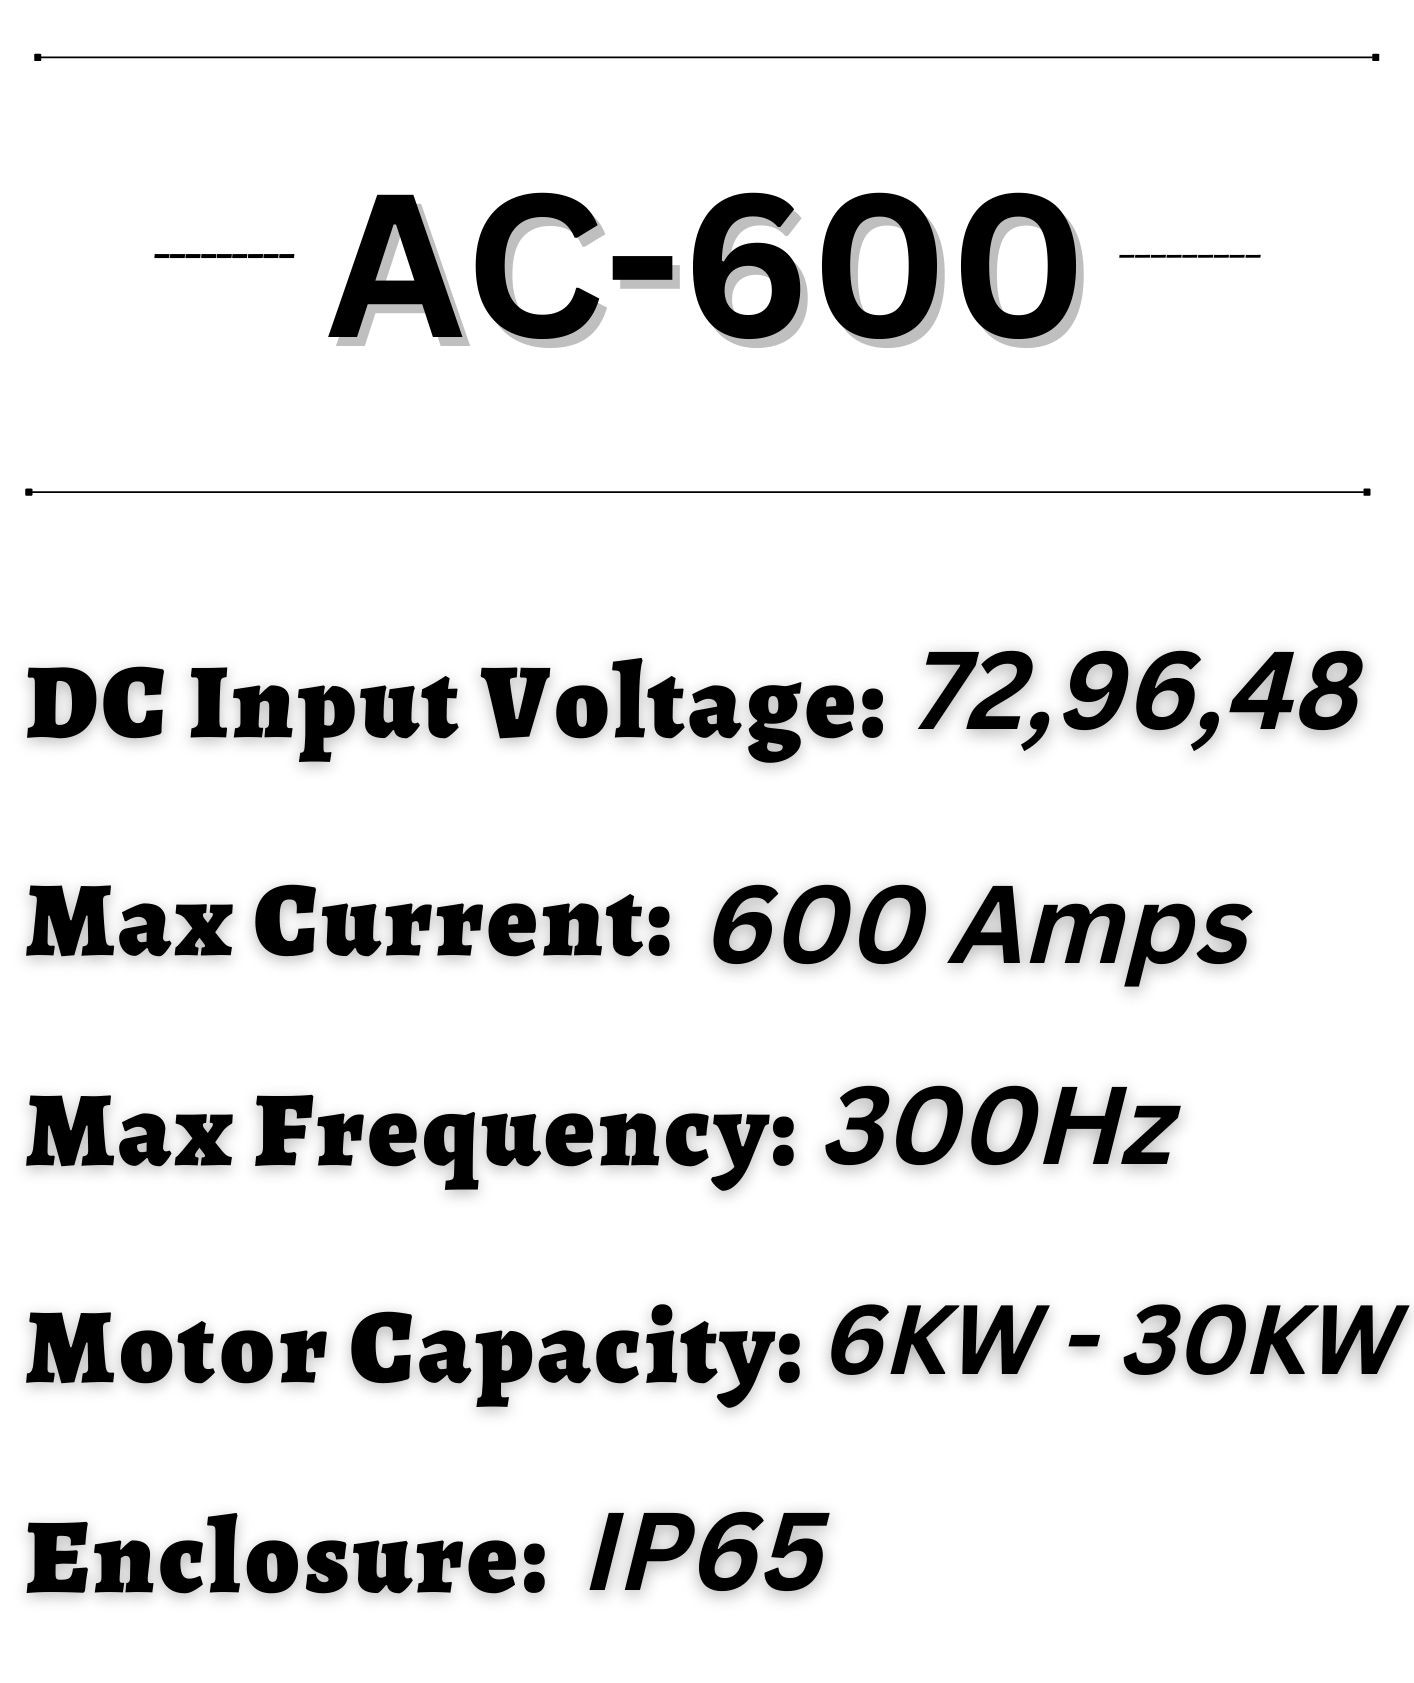 AC-600
DC Input Voltage: 72,96,48
Max Current: 600 Amps
Max Frequency: 300Hz
Motor Capacity: 6KW - 30KW
Enclosure: IP65